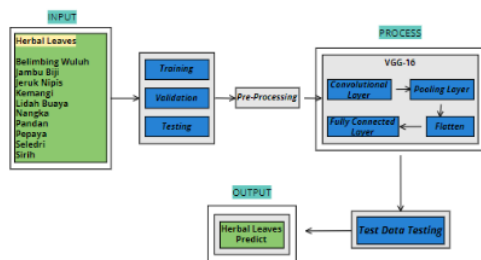 INPUT
Herbal Leaves
Belimbing Wuluh
Jambu Biji
Jeruk Nipis
Kemangi
Lidah Buaya
Nangka
Pandan
Pepaya
Seledri
Sirih
Training
Validation
Testing
Pre-Processing
PROCESS
VGG-16
Convolutional
Layer
Pooling Layer
Fully Connected
Layer
Flatten
OUTPUT
Herbal Leaves
Predict
Test Data Testing